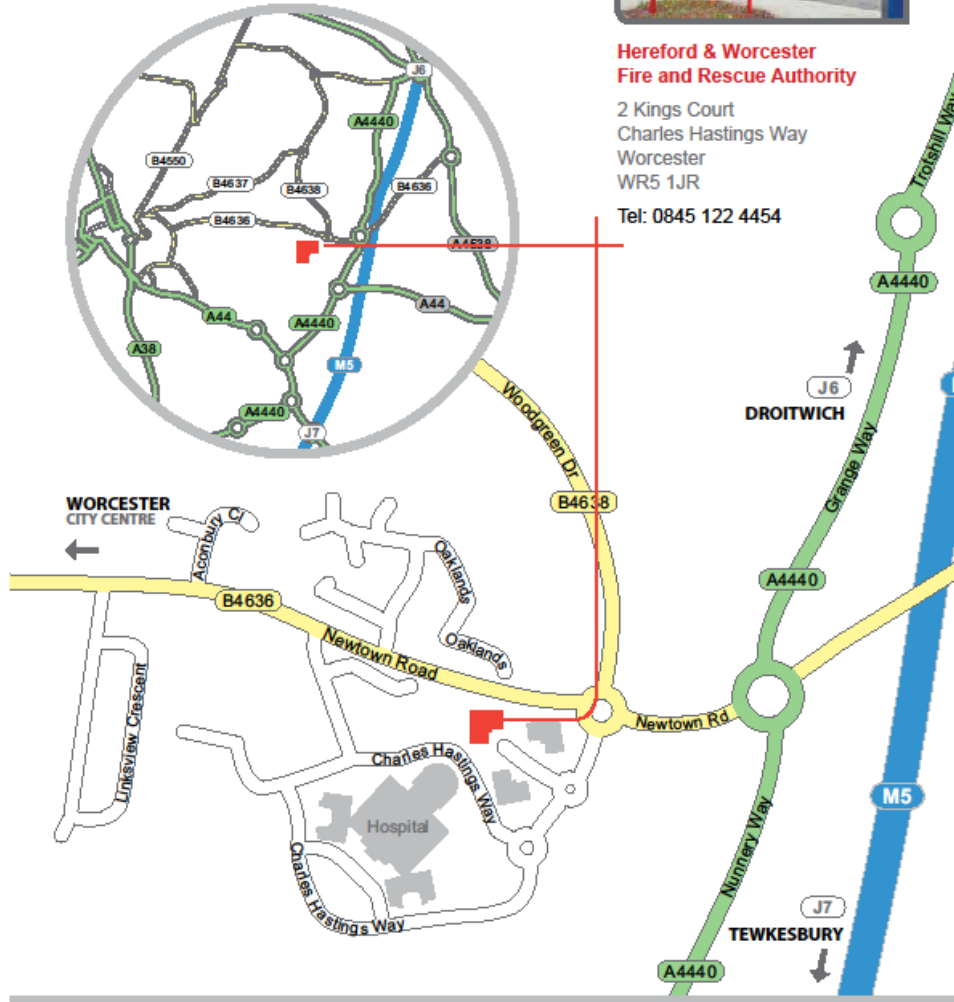 Hereford & Worcester
Fire and Rescue Authority
2 Kings Court
Charles Hastings Way
Worcester
WR5 1JR
Tel: 0845 122 4454
J6
A4440
B4550
B4637
B4638
B4636
B4636
A4538
A44
A4440
A44
A38
M5
A4440
J7
Trotshill Way
A4440
J6
DROITWICH
Woodgreen Dr
B4638
Grange Way
A4440
WORCESTER
CITY CENTRE
Aconbury Cl
Oaklands
Oaklands
B4636
Newtown Road
Newtown Rd
Linksview Crescent
Charles Hastings Way
Hospital
Charles Hastings Way
M5
Nunnery Way
J7
TEWKESBURY
A4440